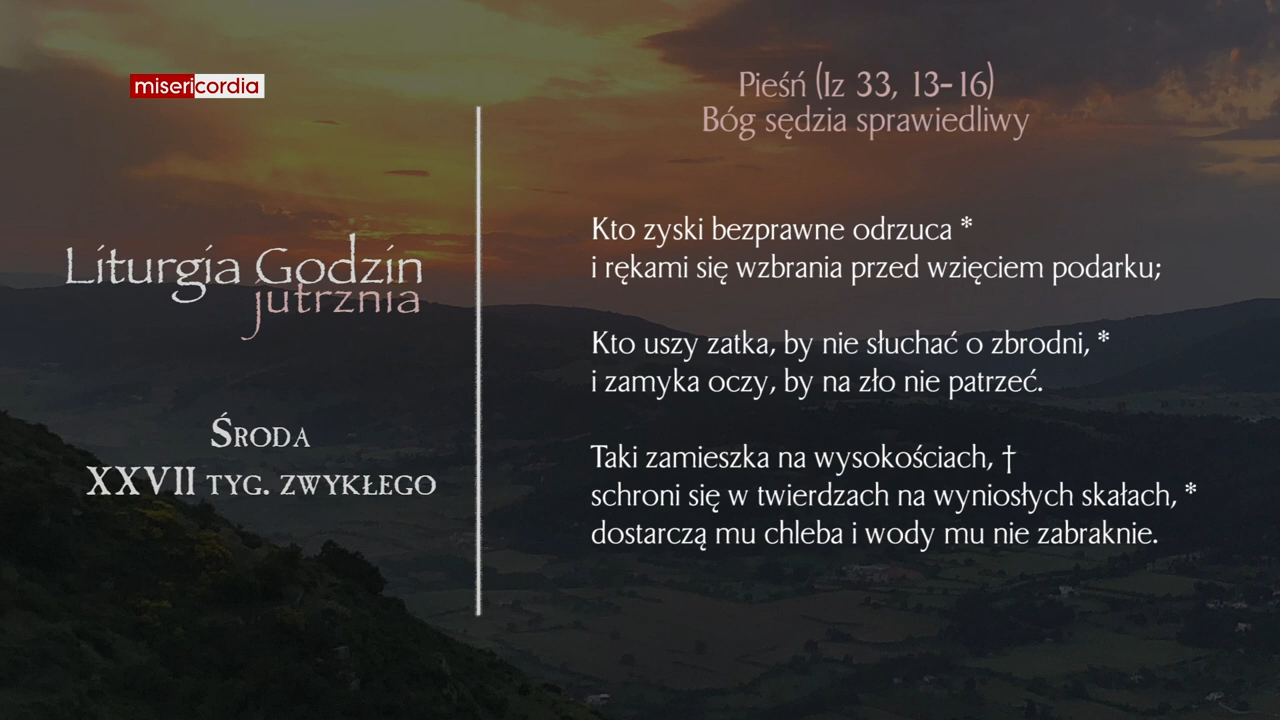 misericordia
Liturgia Godzin
jutrznia
Środa
XXVII tyg. zwykłego
Pieśń (Iz 33, 13-16)
Bóg sędzia sprawiedliwy
Kto zyski bezprawne odrzuca *
i rękami się wzbrania przed wzięciem podarku;
Kto uszy zatka, by nie słuchać o zbrodni, *
i zamyka oczy, by na zło nie patrzeć.
Taki zamieszka na wysokościach, †
schroni się w twierdzach na wyniosłych skałach, *
dostarczą mu chleba i wody mu nie zabraknie.